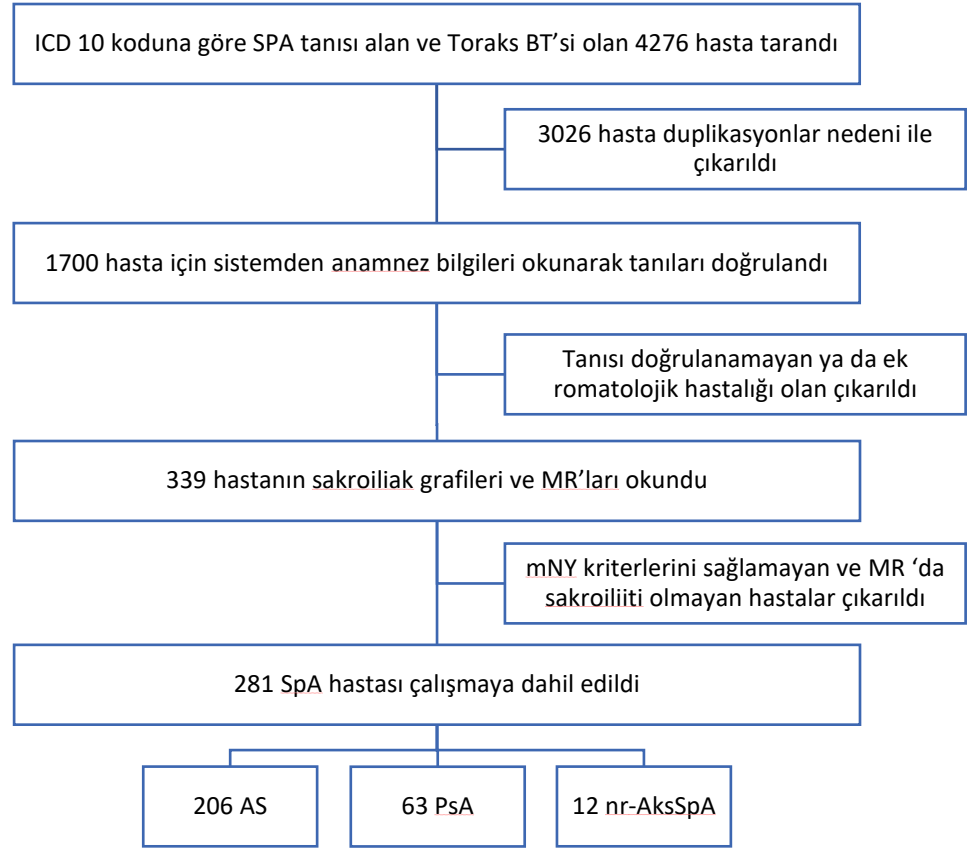 ICD 10 koduna göre SPA tanısı alan ve Toraks BT’si olan 4276 hasta tarandı
3026 hasta duplikasyonlar nedeni ile
çıkarıldı
1700 hasta için sistemden anamnez bilgileri okunarak tanıları doğrulandı
Tanısı doğrulanamayan ya da ek
romatolojik hastalığı olan çıkarıldı
339 hastanın sakroiliak grafileri ve MR’ları okundu
mNY kriterlerini sağlamayan ve MR ‘da
sakroiliiti olmayan hastalar çıkarıldı
281 SpA hastası çalışmaya dahil edildi
206 AS
63 PsA
12 nr-AksSpA